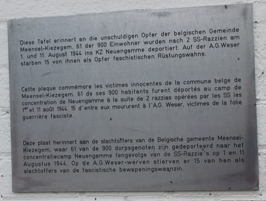 Diese Tafel erinnert an die unschuldigen Opfer der belgischen Gemeinde
Meensel-Kiezegem, 61 der 900 Einwohner wurden nach 2 SS-Razzien am
1. und 11. August 1944 ins KZ Neuengamme deportiert. Auf der A.G.Weser
starben 15 von ihnen als Opfer faschistischen Rüstungswahns.
Cette plaque commémore les victimes innocentes de la commune belge de
Meensel-Kiezegem, 61 de ses 900 habitants furent déportés au camp de
concentration de Neuengamme à la suite de 2 razzias opérées par les SS les
1er et 11 août 1944. 15 d'entre eux moururent à l'A.G. Weser, victimes de la folie
guerrière fasciste.
Deze plaat herinnert aan de slachtoffers van de Belgische gemeente Meensel-
Kiezegem, waar 61 van de 900 dorpsgenoten zijn gedeporteerd naar het
concentratiecamp Neuengamme tengevolge van de SS-Razzia's op 1 en 11
Augustus 1944. Op de A.G.Weser-werven stierven er 15 van hen als
slachtoffers van de fascistische bewapeningswaanzin.